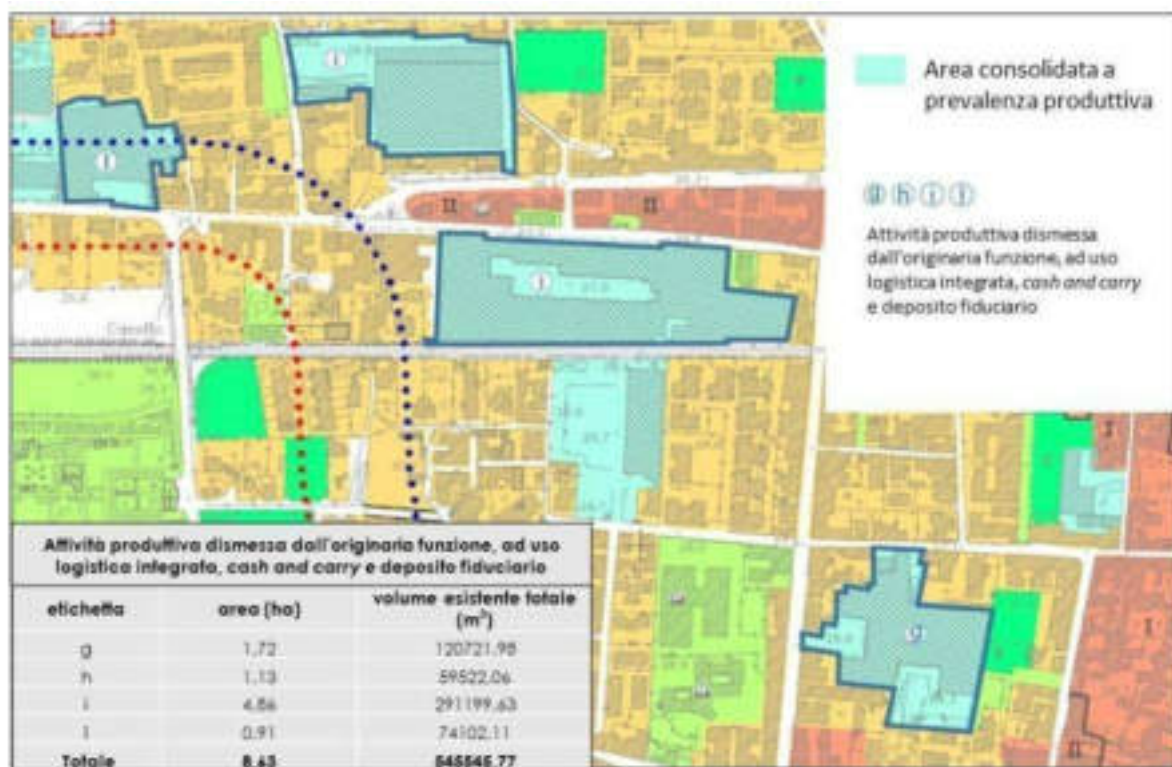 Area consolidata a
prevalenza produttiva
g h i l
Attività produttiva dismessa
dall'originaria funzione, ad uso
logistica integrata, cash and carry
e deposito fiduciario
II
II
I
I
II
Attività produttiva dismessa dall'originaria funzione, ad uso
logistica integrata, cash and carry e deposito fiduciario
etichetta area (ha) volume esistente totale
(m³)
g 1,72 120721,98
h 1,13 59522,06
i 4,86 291199,63
l 0,91 74102,11
Totale 8,63 545545,77